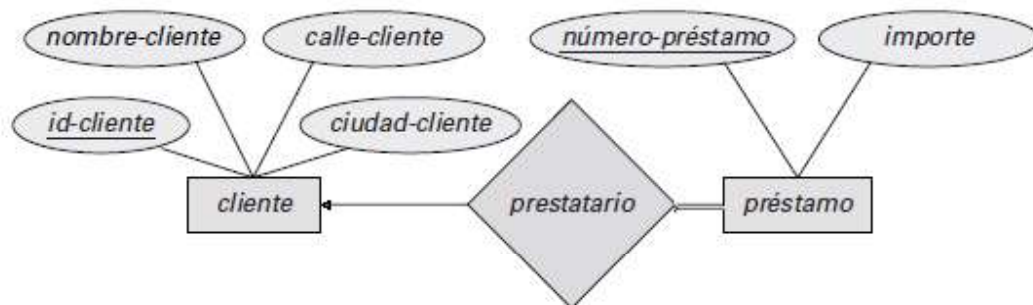 nombre-cliente
calle-cliente
número-préstamo
importe
id-cliente
ciudad-cliente
cliente
prestatario
préstamo